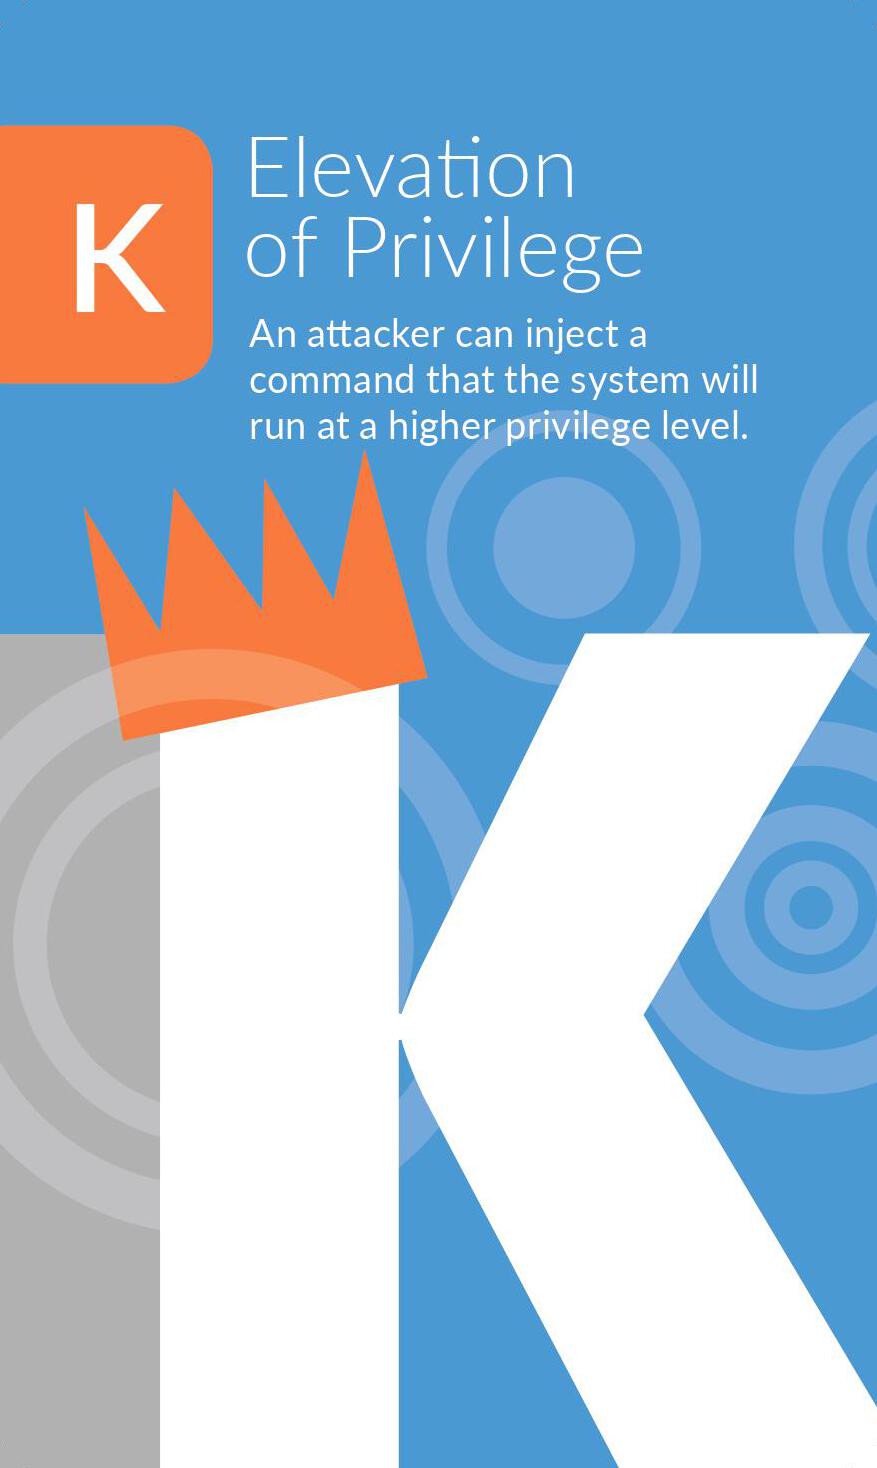 K
Elevation
of Privilege
An attacker can inject a
command that the system will
run at a higher privilege level.
K